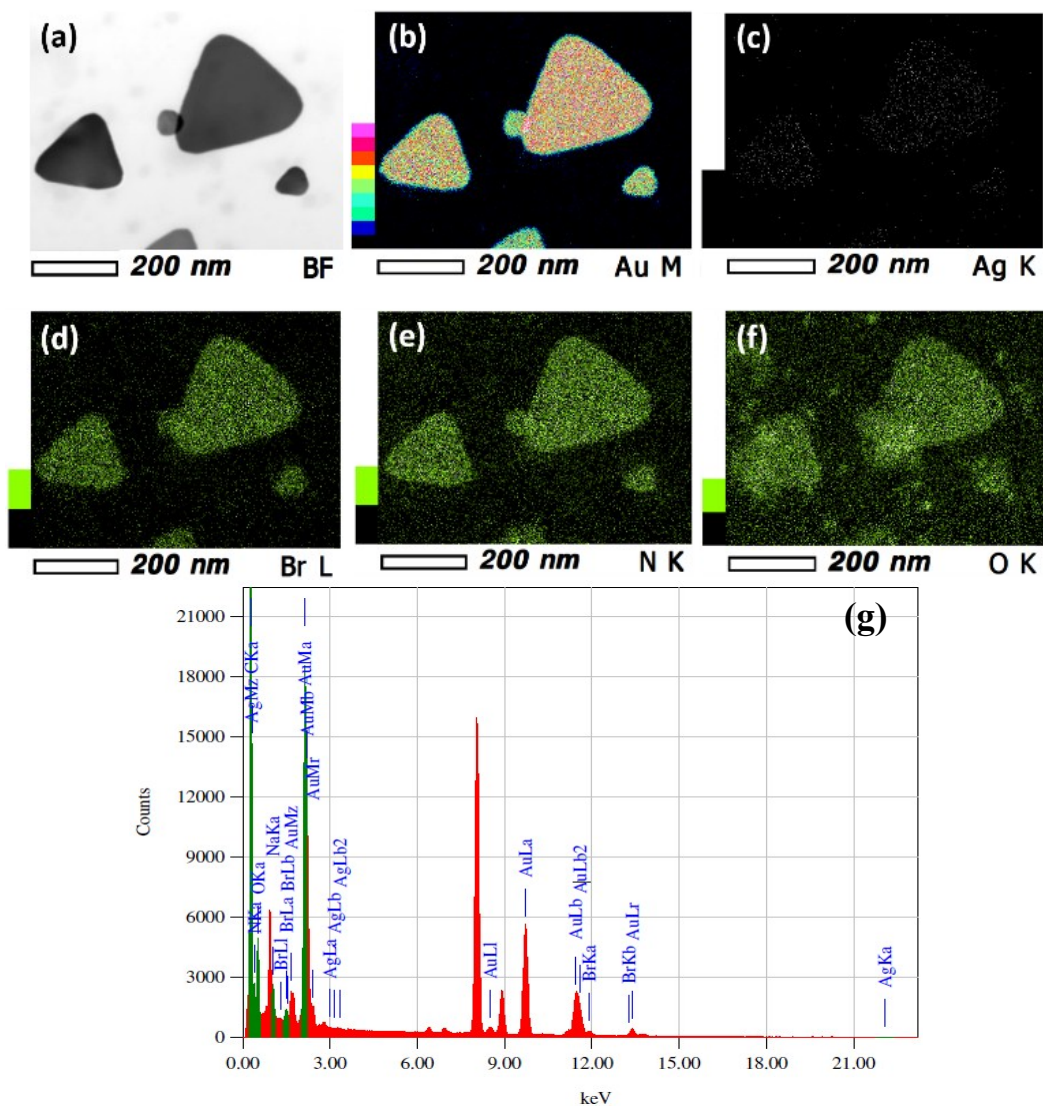 (a)
(b)
(c)
200 nm BF
200 nm Au M
200 nm Ag K
(d)
(e)
(f)
200 nm Br L
200 nm N K
200 nm O K
(g)
21000
18000
15000
12000
9000
6000
3000
0
Counts
AgMz CKa
NKa OKa
NaKa
BrLl
BrLa BrLb AuMz
AuMb AuMa
AuMr
AgLa
AgLb AgLb2
AuLl
AuLa
AuLb AuLb2
BrKa
BrKb AuLr
AgKa
0.00 3.00 6.00 9.00 12.00 15.00 18.00 21.00
keV